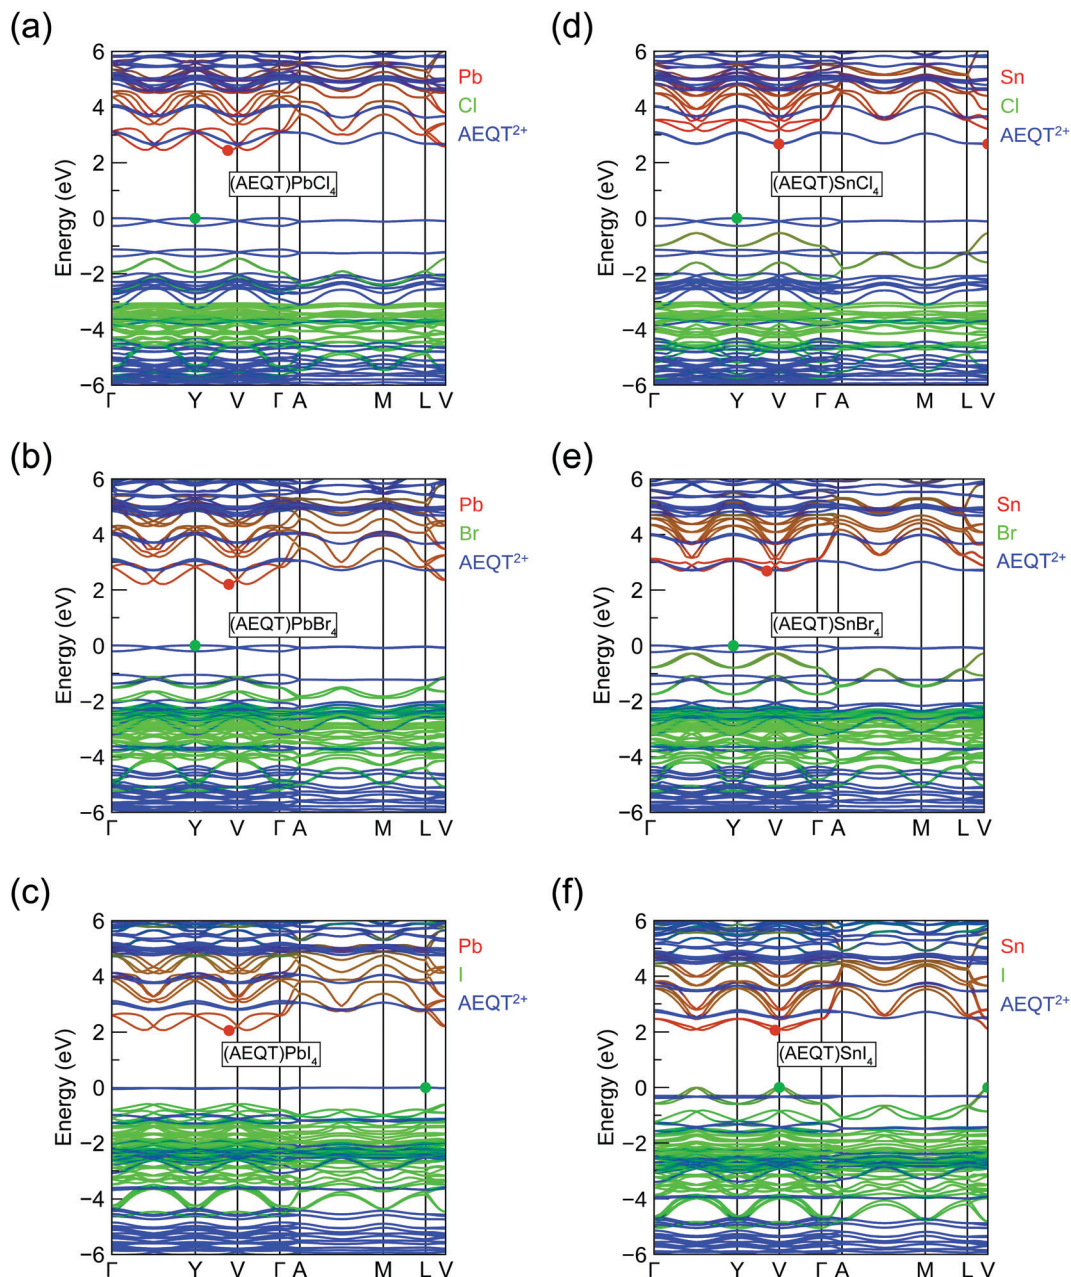 (a)
6
4
2
0
−2
−4
−6
Energy (eV)
Γ Y V Γ A M L V
(AEQT)PbCl₄
Pb
Cl
AEQT²⁺
(d)
6
4
2
0
−2
−4
−6
Energy (eV)
Γ Y V Γ A M L V
(AEQT)SnCl₄
Sn
Cl
AEQT²⁺
(b)
6
4
2
0
−2
−4
−6
Energy (eV)
Γ Y V Γ A M L V
(AEQT)PbBr₄
Pb
Br
AEQT²⁺
(e)
6
4
2
0
−2
−4
−6
Energy (eV)
Γ Y V Γ A M L V
(AEQT)SnBr₄
Sn
Br
AEQT²⁺
(c)
6
4
2
0
−2
−4
−6
Energy (eV)
Γ Y V Γ A M L V
(AEQT)PbI₄
Pb
I
AEQT²⁺
(f)
6
4
2
0
−2
−4
−6
Energy (eV)
Γ Y V Γ A M L V
(AEQT)SnI₄
Sn
I
AEQT²⁺